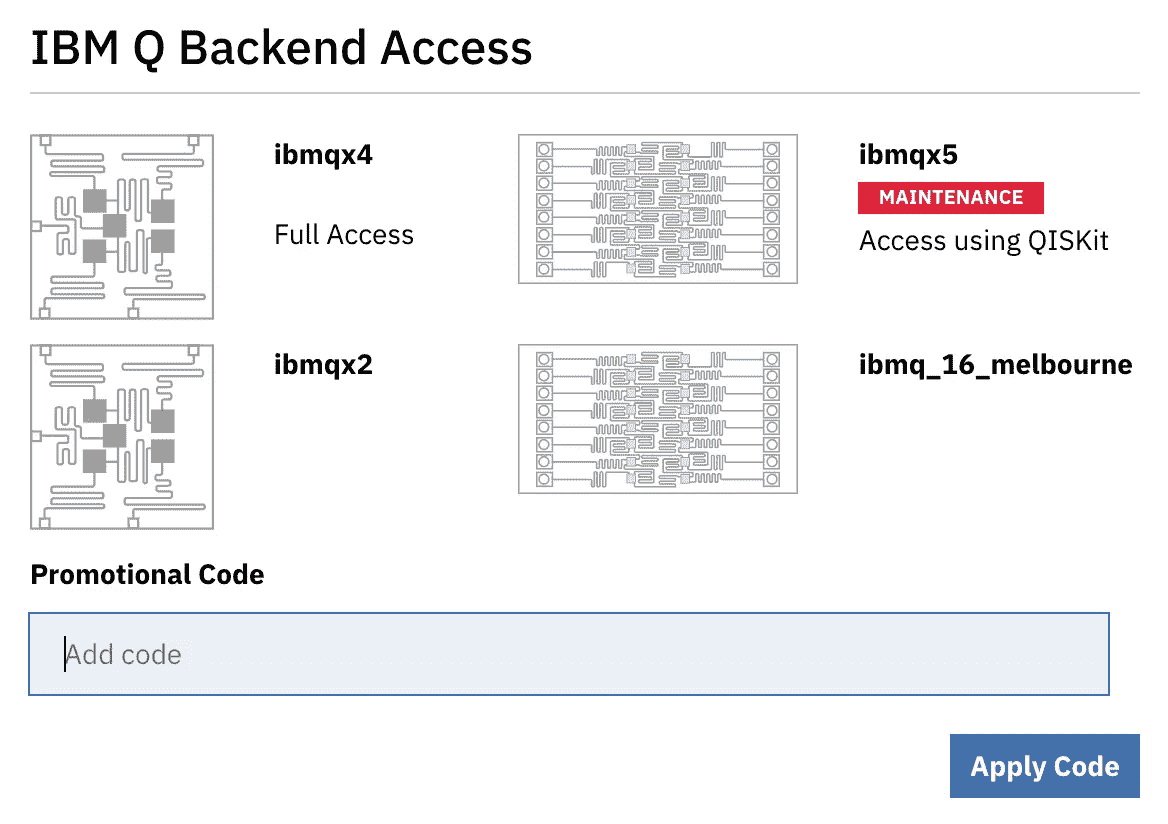 IBM Q Backend Access
ibmqx4
Full Access
ibmqx5
MAINTENANCE
Access using QISKit
ibmqx2
ibmq_16_melbourne
Promotional Code
Add code
Apply Code